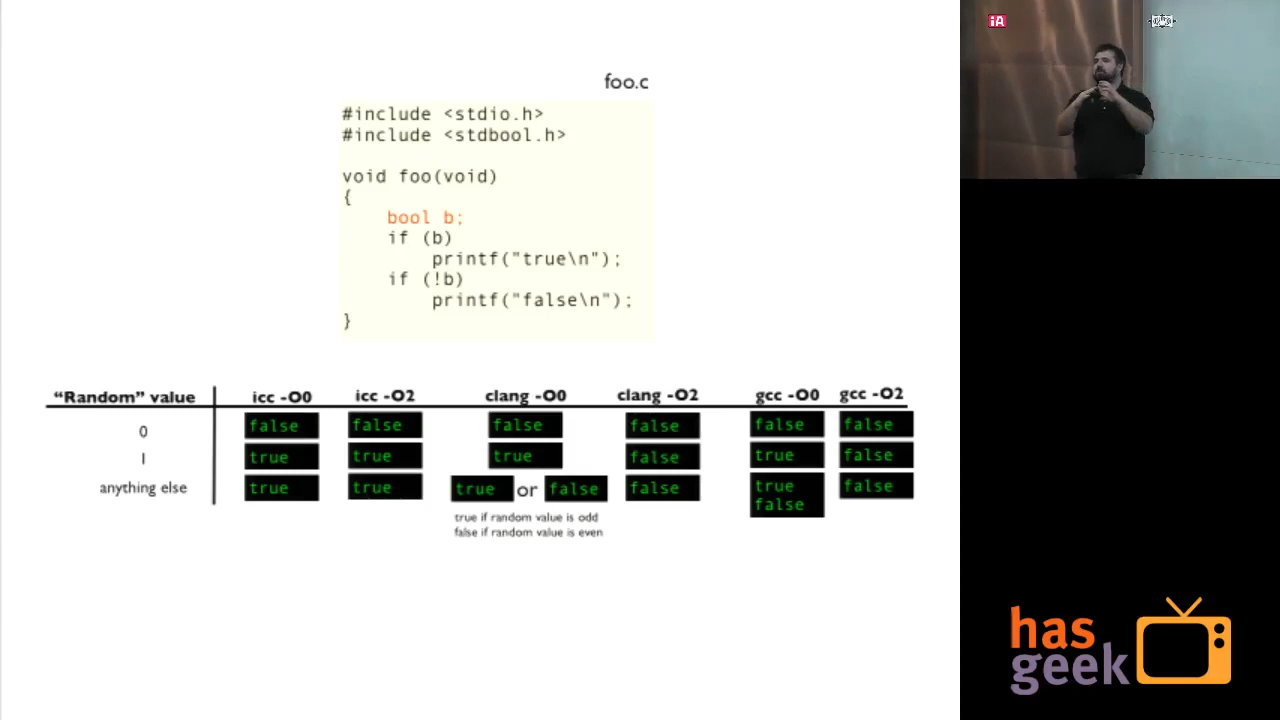 foo.c
#include <stdio.h>
#include <stdbool.h>
void foo(void)
{
    bool b;
    if (b)
        printf("true\n");
    if (!b)
        printf("false\n");
}
“Random” value icc -O0 icc -O2 clang -O0 clang -O2 gcc -O0 gcc -O2
0 false false false false false false
1 true true true false true false
anything else true true true or false false true false
false
true if random value is odd
false if random value is even
iA
has
geek